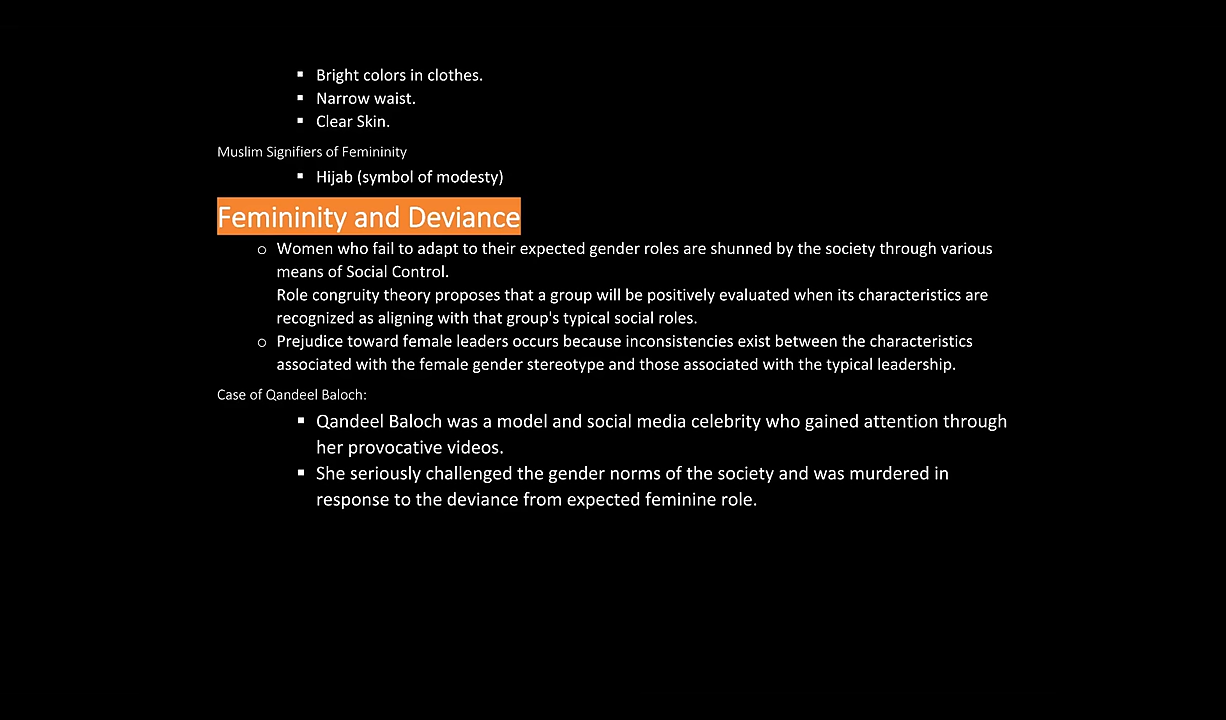 ▪ Bright colors in clothes.
▪ Narrow waist.
▪ Clear Skin.
Muslim Signifiers of Femininity
▪ Hijab (symbol of modesty)
Femininity and Deviance
o Women who fail to adapt to their expected gender roles are shunned by the society through various
means of Social Control.
Role congruity theory proposes that a group will be positively evaluated when its characteristics are
recognized as aligning with that group's typical social roles.
o Prejudice toward female leaders occurs because inconsistencies exist between the characteristics
associated with the female gender stereotype and those associated with the typical leadership.
Case of Qandeel Baloch:
▪ Qandeel Baloch was a model and social media celebrity who gained attention through
her provocative videos.
▪ She seriously challenged the gender norms of the society and was murdered in
response to the deviance from expected feminine role.